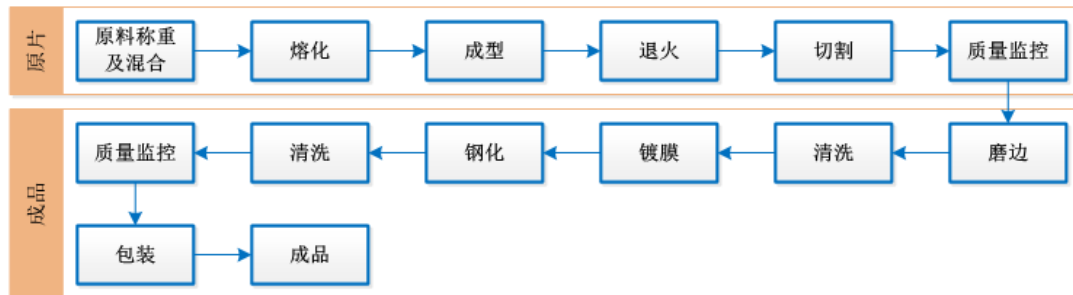 原片
原料称重
及混合
熔化
成型
退火
切割
质量监控
成品
质量监控
清洗
钢化
镀膜
清洗
磨边
包装
成品